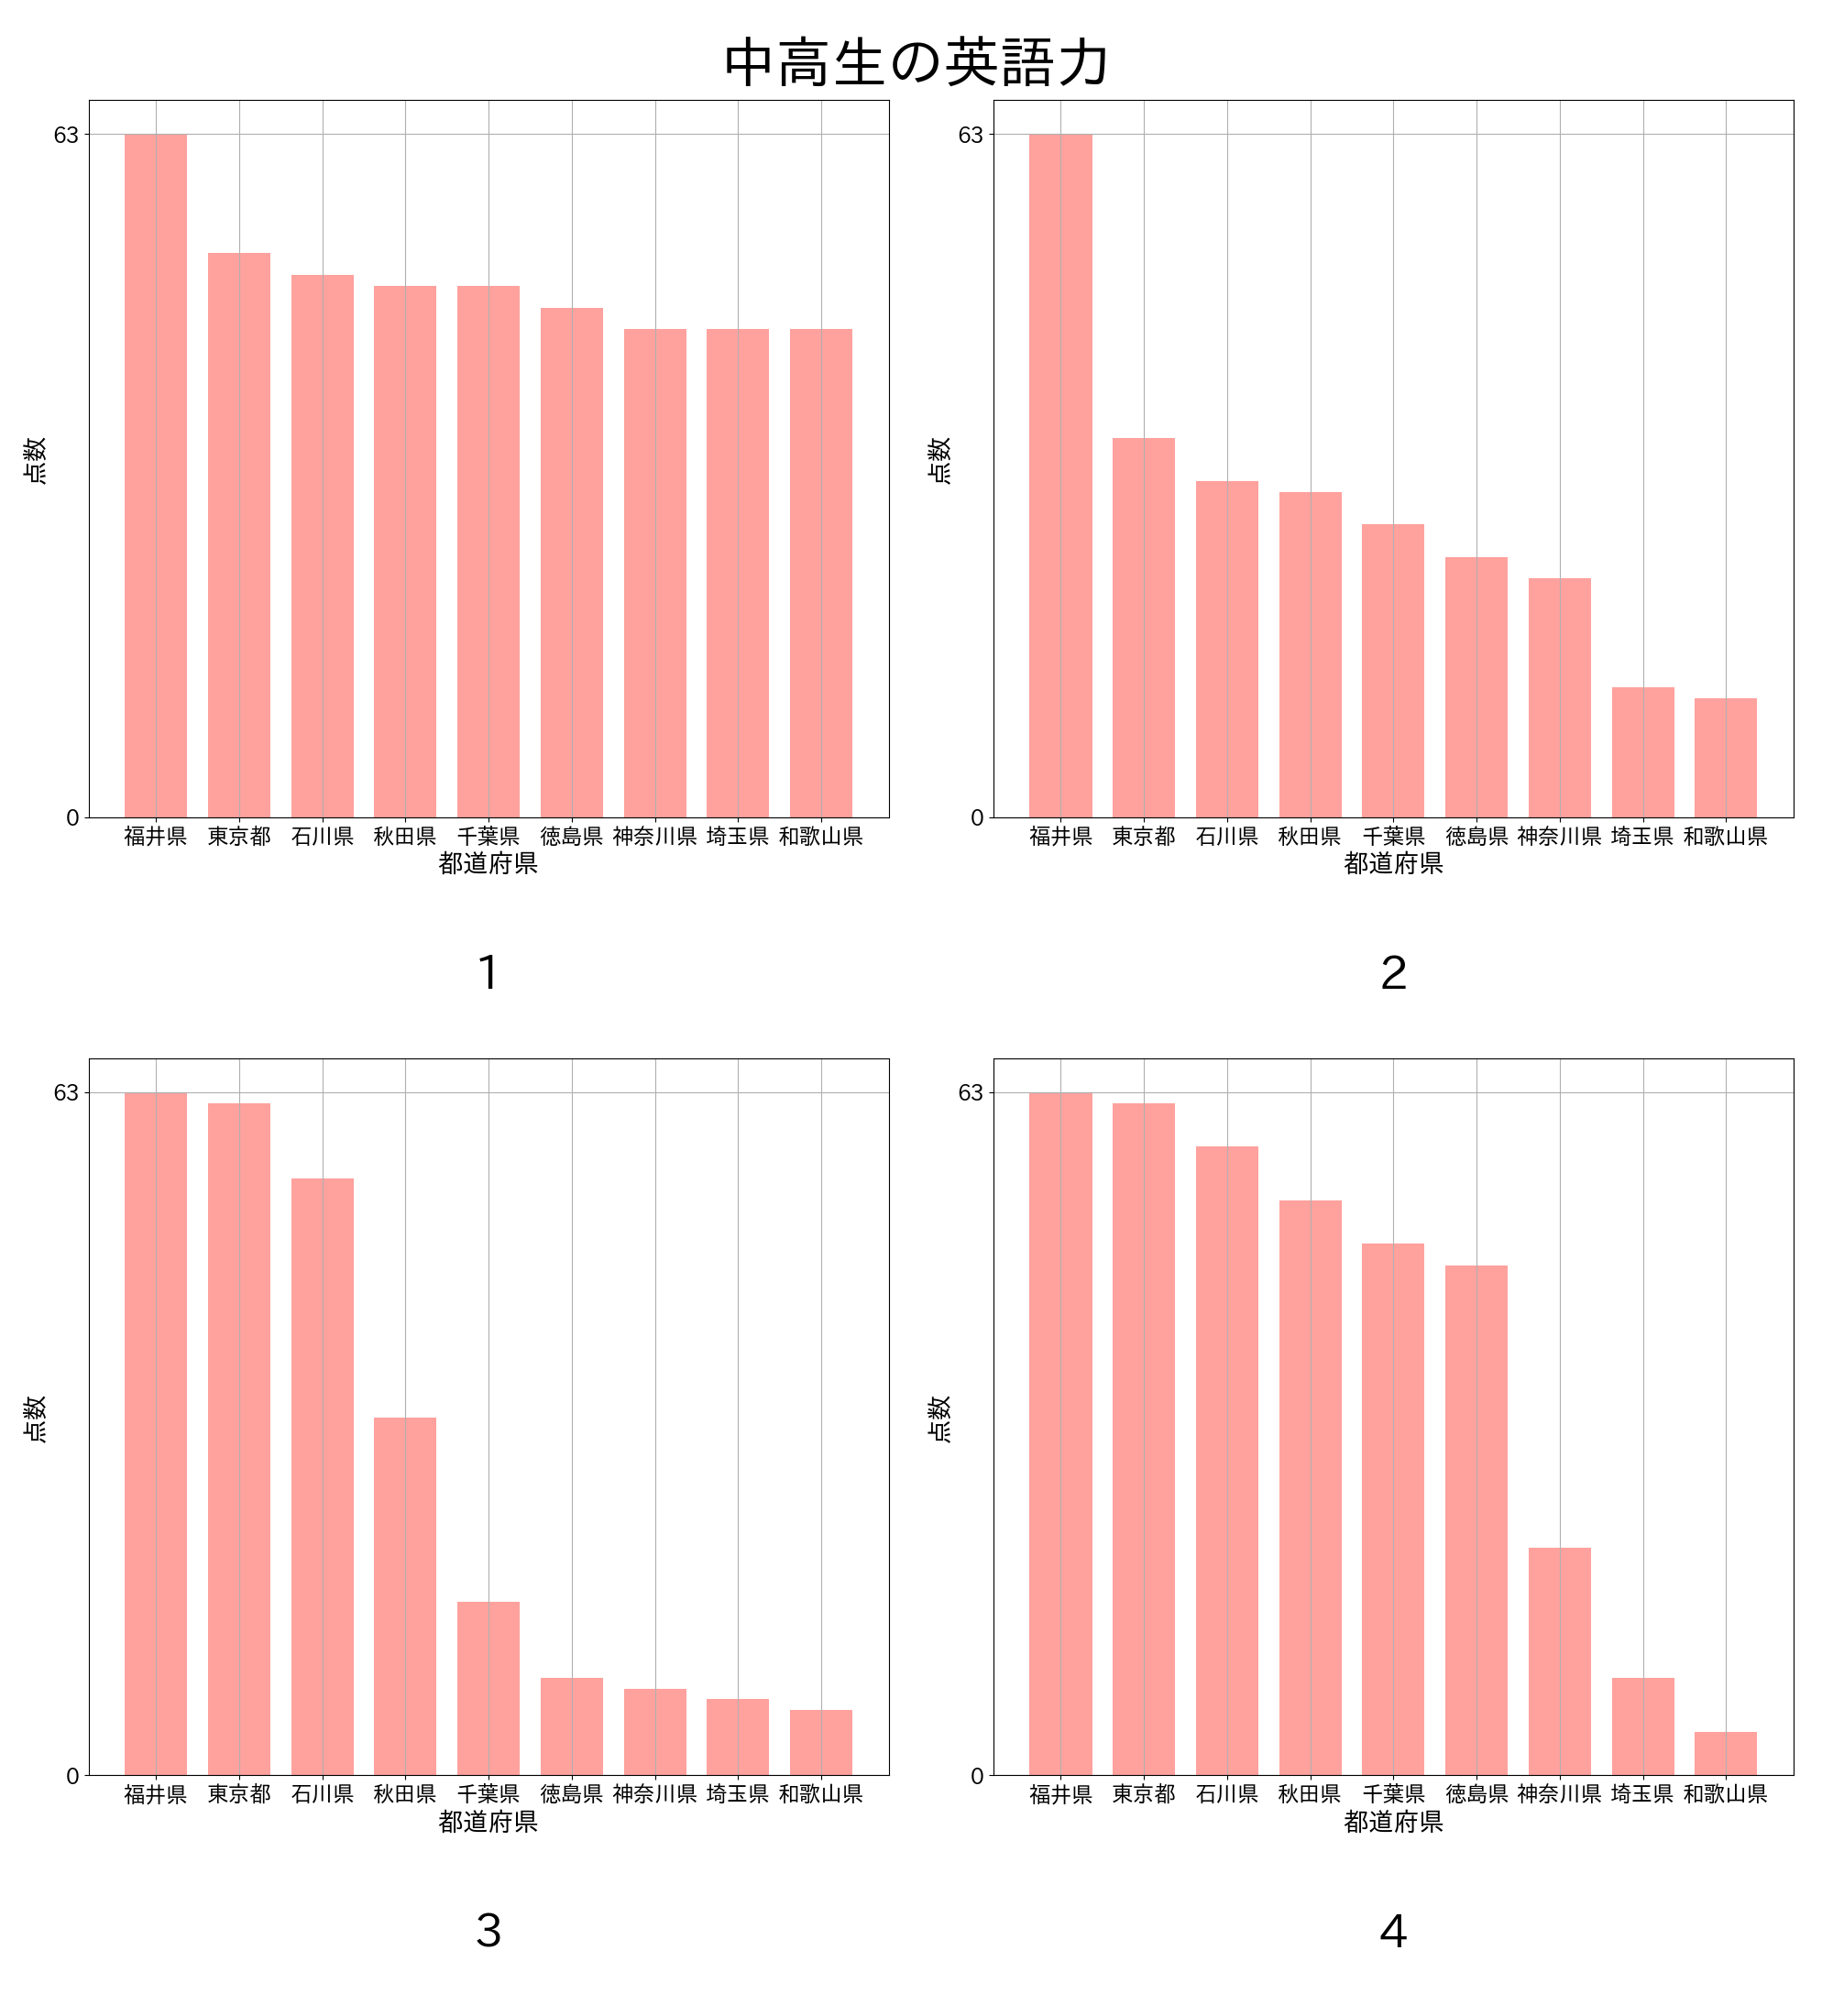 中高生の英語力
63
0
点数
福井県 東京都 石川県 秋田県 千葉県 徳島県 神奈川県 埼玉県 和歌山県
都道府県
1
63
0
点数
福井県 東京都 石川県 秋田県 千葉県 徳島県 神奈川県 埼玉県 和歌山県
都道府県
2
63
0
点数
福井県 東京都 石川県 秋田県 千葉県 徳島県 神奈川県 埼玉県 和歌山県
都道府県
3
63
0
点数
福井県 東京都 石川県 秋田県 千葉県 徳島県 神奈川県 埼玉県 和歌山県
都道府県
4